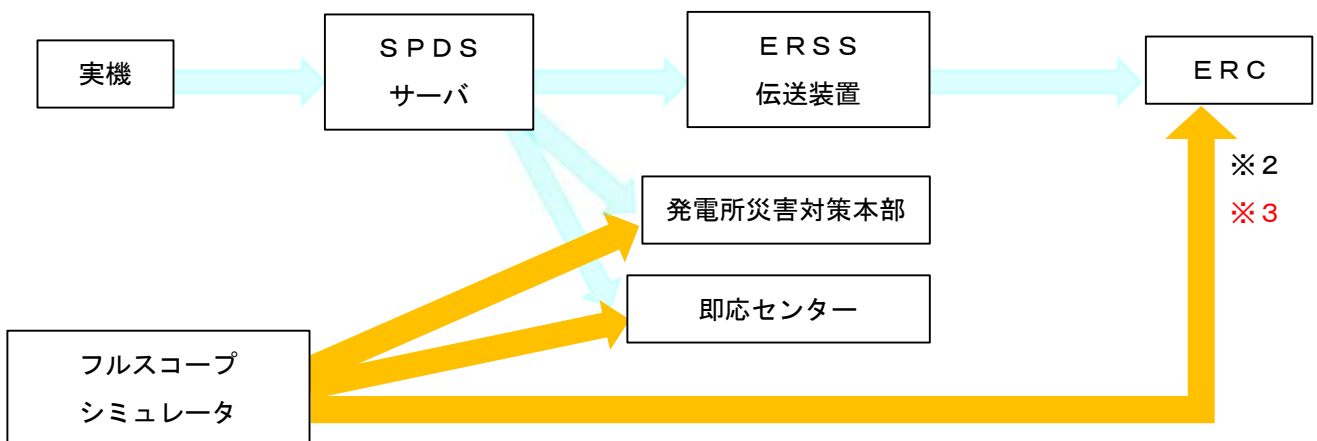 実機
ＳＰＤＳ
サーバ
ＥＲＳＳ
伝送装置
ＥＲＣ
※２
※３
発電所災害対策本部
即応センター
フルスコープ
シミュレータ